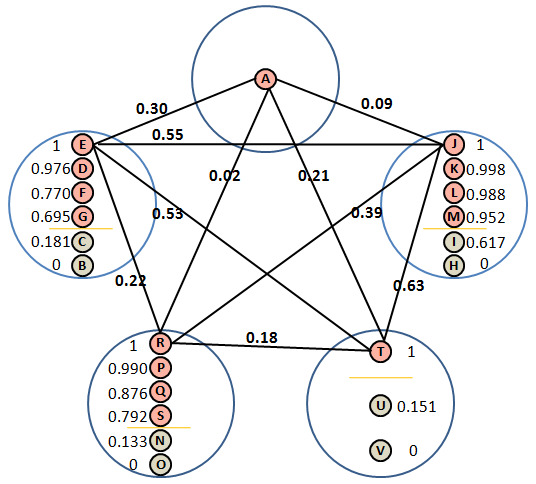 A
0.30
0.09
0.55
1 E
J 1
0.976 D
K 0.998
0.02
0.21
0.770 F
L 0.988
0.695 G
0.53
0.39
M 0.952
0.181 C
I 0.617
0 B
H 0
0.22
0.63
1 R
0.18
T 1
0.990 P
0.876 Q
0.792 S
U 0.151
0.133 N
V 0
0 O